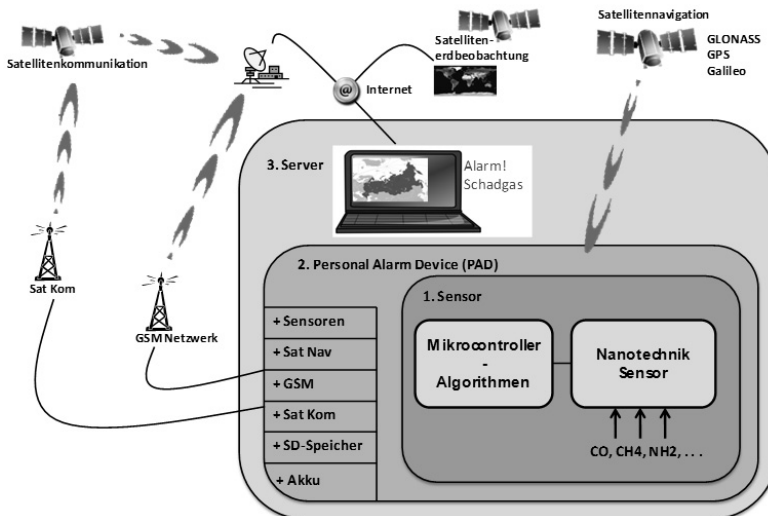 Satellitennavigation
GLONASS
GPS
Galileo
Satelliten-
erdbeobachtung
Satellitenkommunikation
@
Internet
3. Server
Alarm!
Schadgas
2. Personal Alarm Device (PAD)
1. Sensor
Sat Kom
GSM Netzwerk
+ Sensoren
+ Sat Nav
+ GSM
+ Sat Kom
+ SD-Speicher
+ Akku
Mikrocontroller
-
Algorithmen
Nanotechnik
Sensor
CO, CH4, NH2, . . .